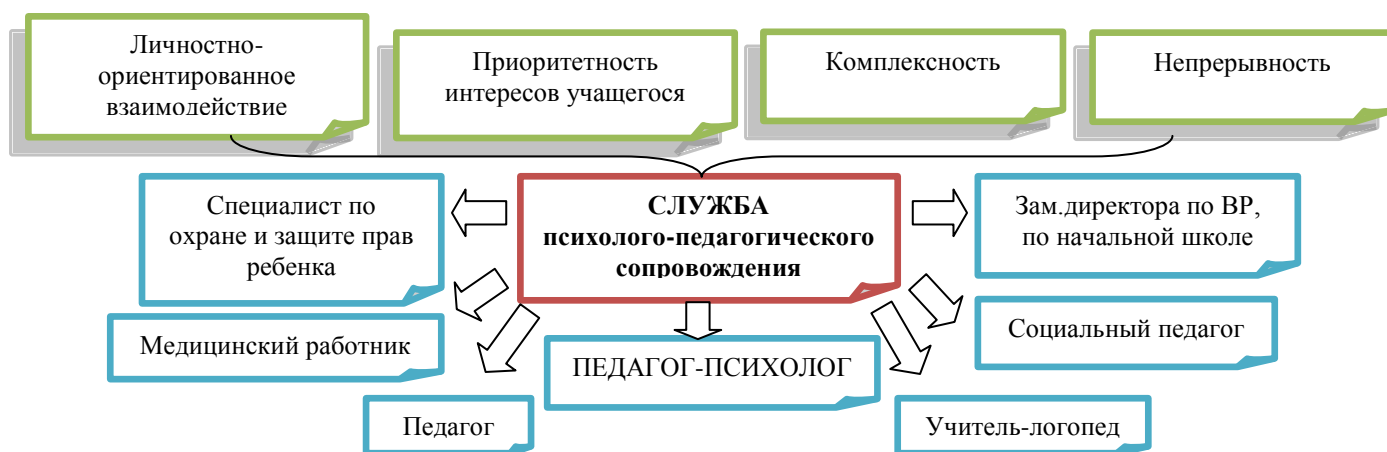 Личностно-
ориентированное
взаимодействие
Приоритетность
интересов учащегося
Комплексность
Непрерывность
Специалист по
охране и защите прав
ребенка
СЛУЖБА
психолого-педагогического
сопровождения
Зам.директора по ВР,
по начальной школе
Медицинский работник
ПЕДАГОГ-ПСИХОЛОГ
Социальный педагог
Педагог
Учитель-логопед